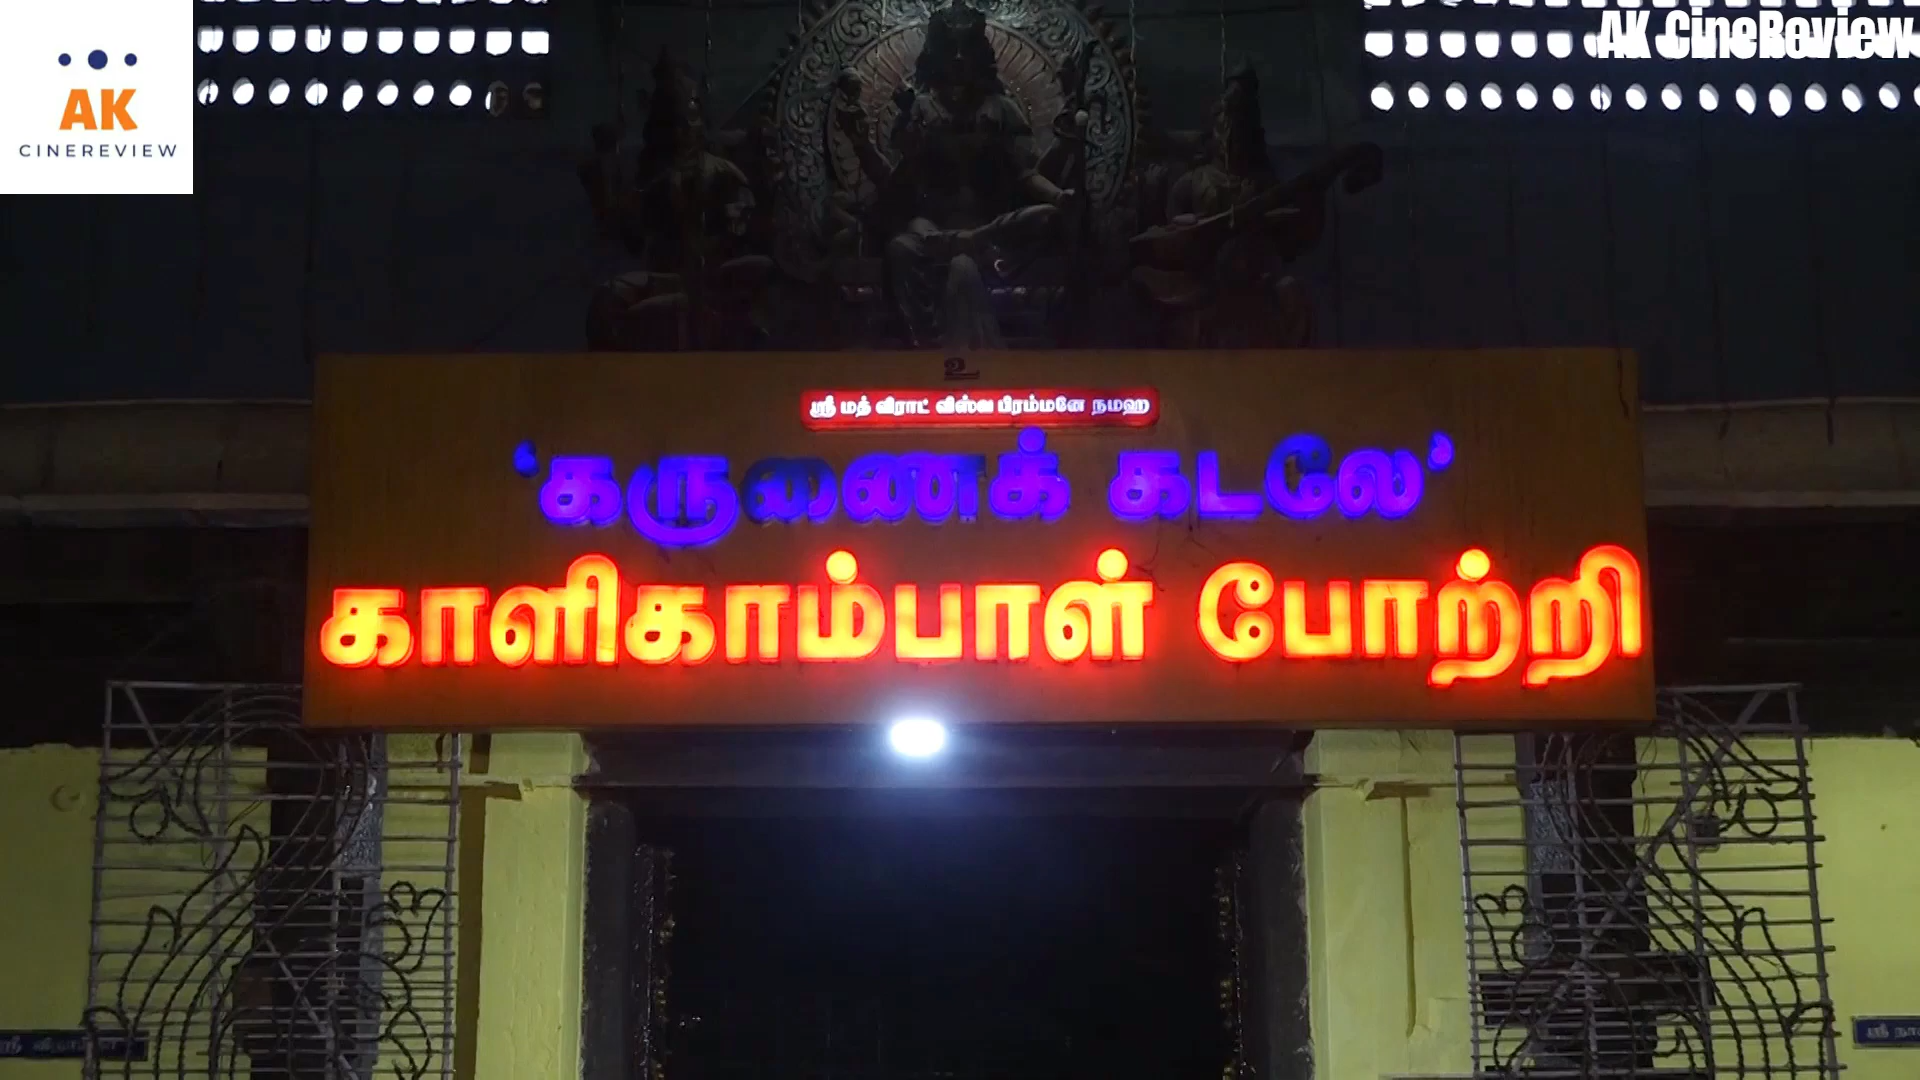 AK
CINEREVIEW
AK CineReview
உ
ஸ்ரீ மத் விராட் விஸ்வ பிரம்மனே நமஹ
‘கருணைக் கடலே’
காளிகாம்பாள் போற்றி
ஸ்ரீ
ஸ்ரீ